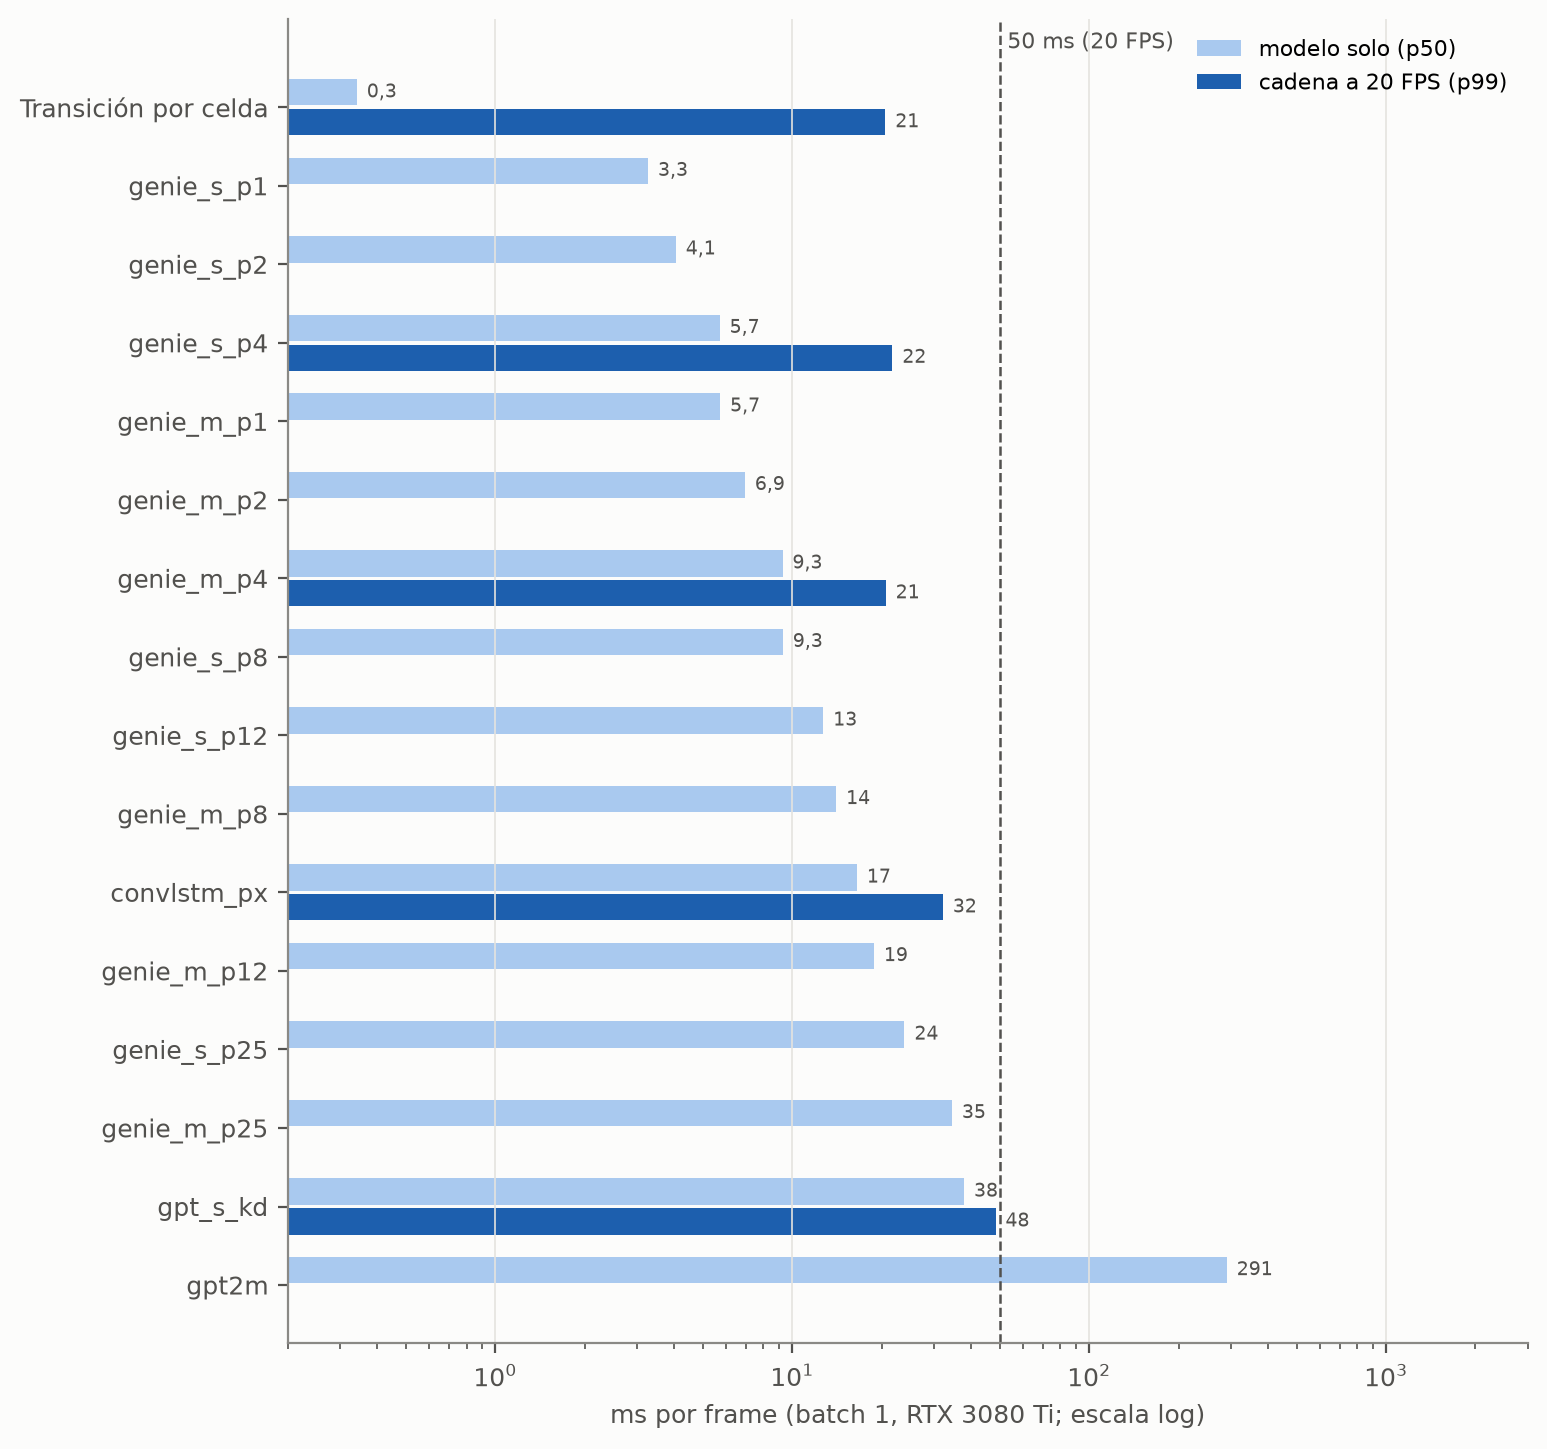 50 ms (20 FPS)
modelo solo (p50)
cadena a 20 FPS (p99)
Transición por celda
0,3
21
genie_s_p1
3,3
genie_s_p2
4,1
genie_s_p4
5,7
22
genie_m_p1
5,7
genie_m_p2
6,9
genie_m_p4
9,3
21
genie_s_p8
9,3
genie_s_p12
13
genie_m_p8
14
convlstm_px
17
32
genie_m_p12
19
genie_s_p25
24
genie_m_p25
35
gpt_s_kd
38
48
gpt2m
291
10⁰ 10¹ 10² 10³
ms por frame (batch 1, RTX 3080 Ti; escala log)